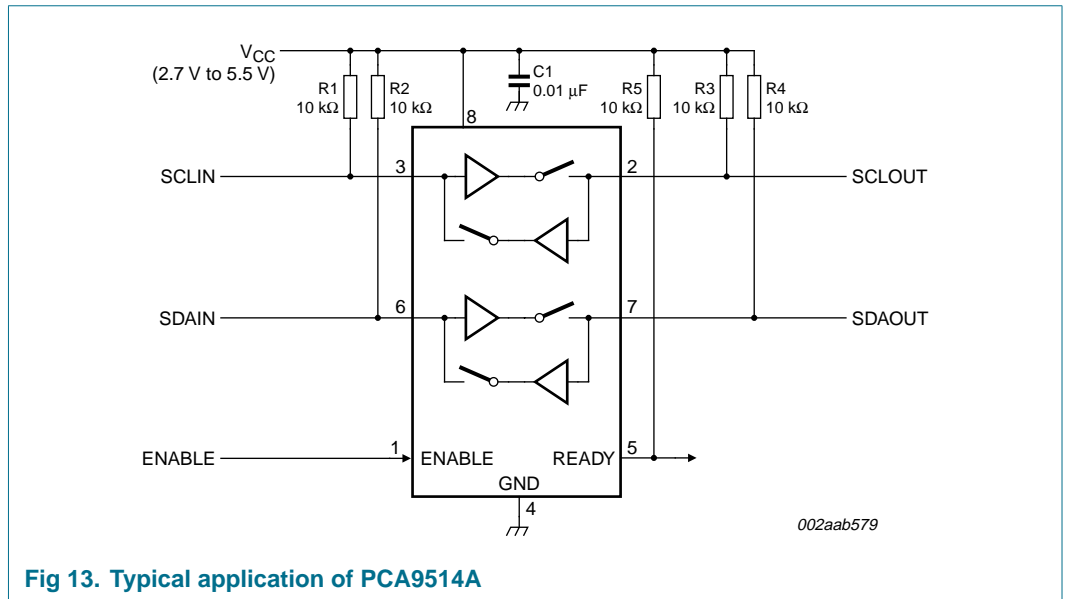 VCC
(2.7 V to 5.5 V)
R1
10 kΩ
R2
10 kΩ
C1
0.01 μF
R5
10 kΩ
R3
10 kΩ
R4
10 kΩ
8
SCLIN
3
2
SCLOUT
SDAIN
6
7
SDAOUT
ENABLE
1
ENABLE
READY
5
GND
4
002aab579
Fig 13. Typical application of PCA9514A